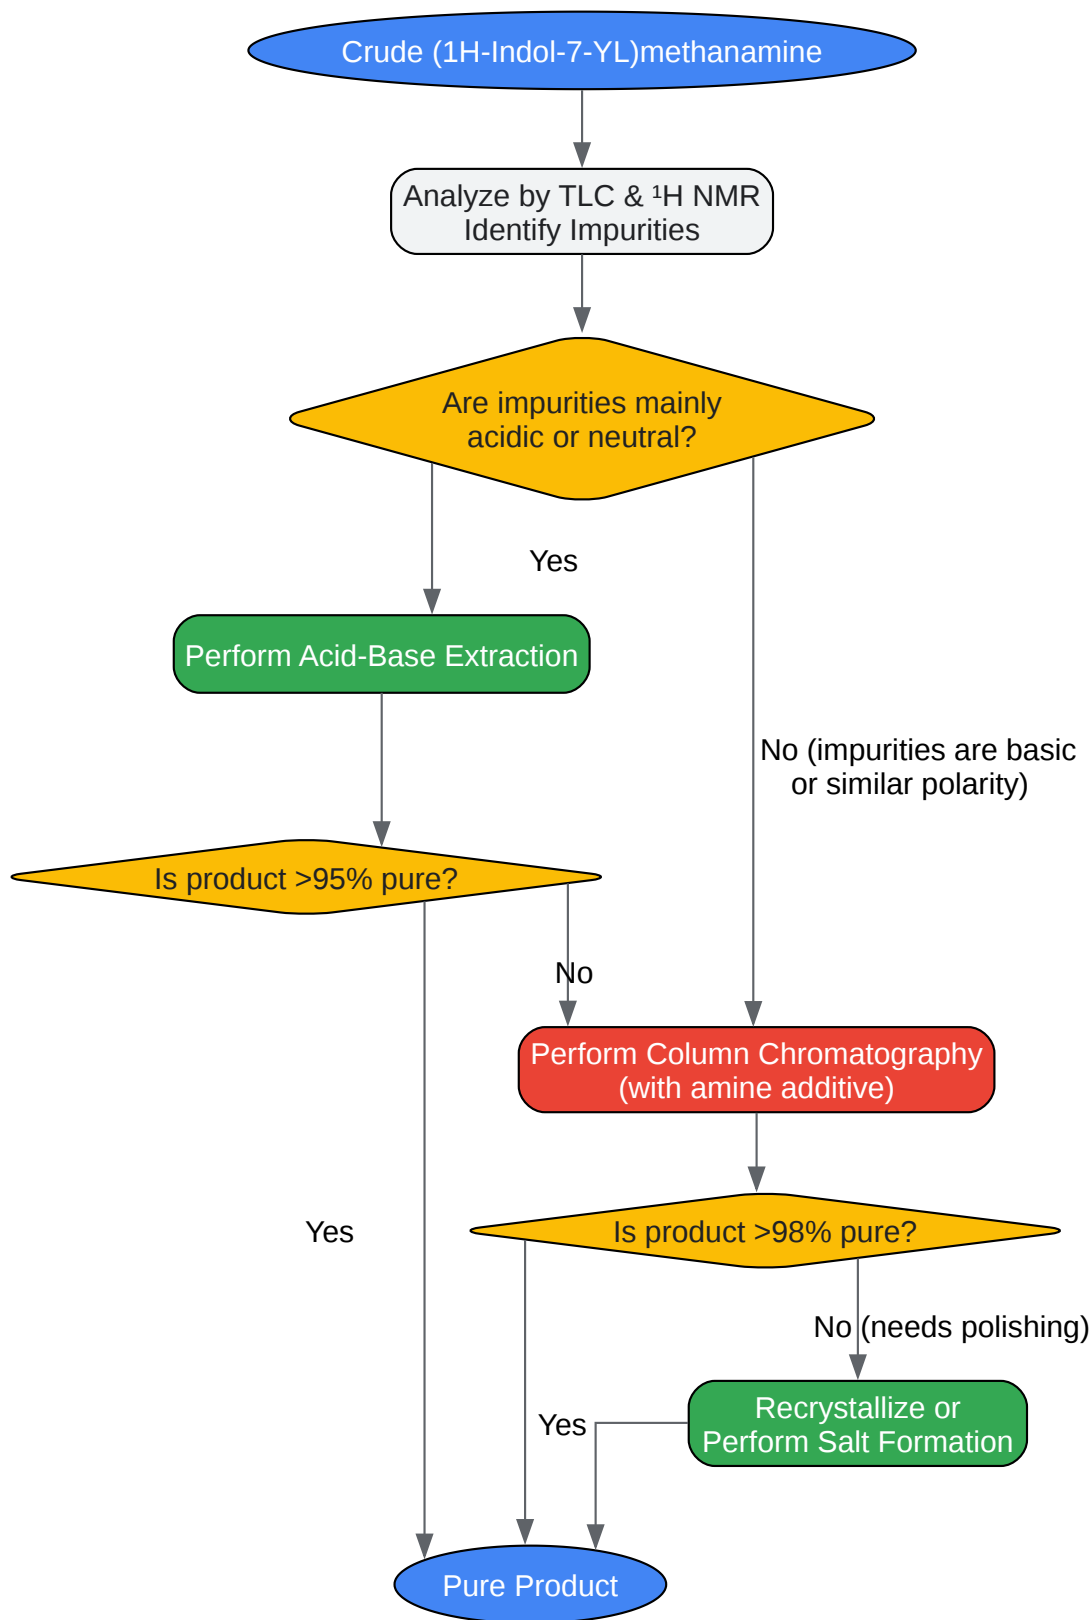 Crude (1H-Indol-7-YL)methanamine
Analyze by TLC & ¹H NMR
Identify Impurities
Are impurities mainly
acidic or neutral?
Yes
Perform Acid-Base Extraction
No (impurities are basic
or similar polarity)
Is product >95% pure?
No
Perform Column Chromatography
(with amine additive)
Yes
Is product >98% pure?
No (needs polishing)
Yes
Recrystallize or
Perform Salt Formation
Pure Product